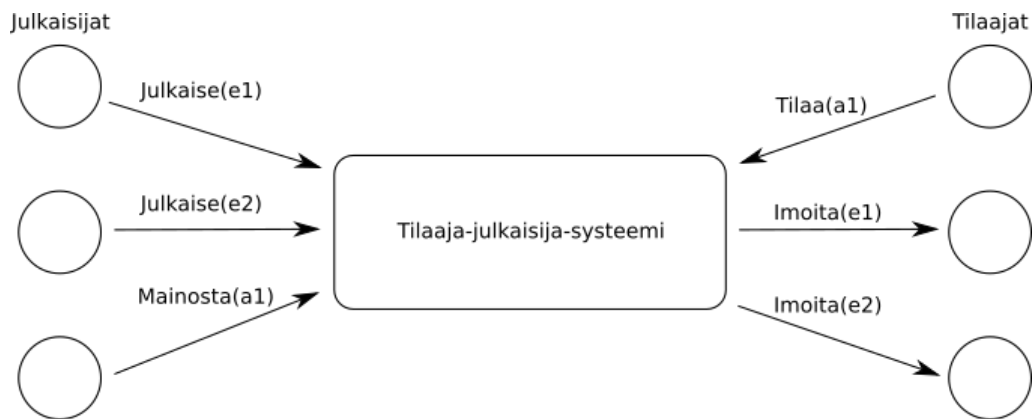 Julkaisijat
Tilaajat
Julkaise(e1)
Tilaa(a1)
Julkaise(e2)
Imoita(e1)
Tilaaja-julkaisija-systeemi
Mainosta(a1)
Imoita(e2)